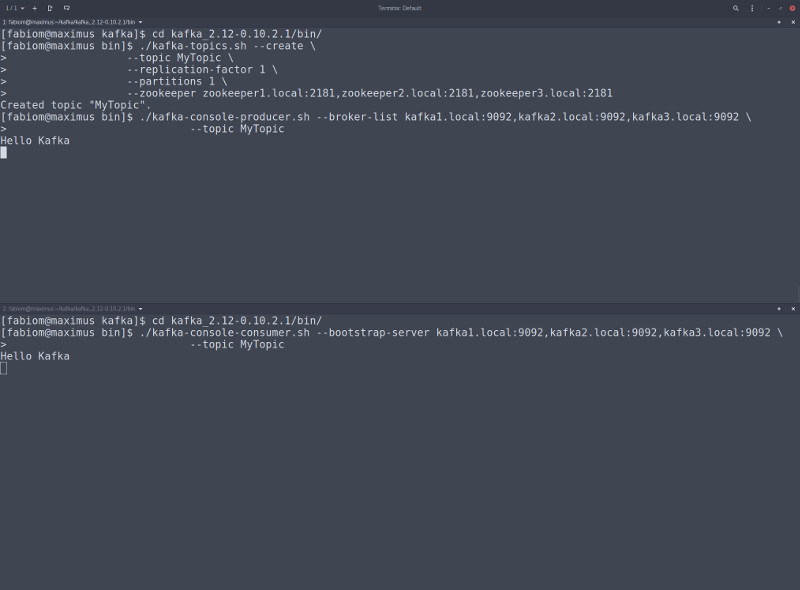 1 / 1
Terminix: Default
1: fabiom@maximus:~/kafka/kafka_2.12-0.10.2.1/bin
[fabiom@maximus kafka]$ cd kafka_2.12-0.10.2.1/bin/
[fabiom@maximus bin]$ ./kafka-topics.sh --create \
> --topic MyTopic \
> --replication-factor 1 \
> --partitions 1 \
> --zookeeper zookeeper1.local:2181,zookeeper2.local:2181,zookeeper3.local:2181
Created topic "MyTopic".
[fabiom@maximus bin]$ ./kafka-console-producer.sh --broker-list kafka1.local:9092,kafka2.local:9092,kafka3.local:9092 \
> --topic MyTopic
Hello Kafka
2: fabiom@maximus:~/kafka/kafka_2.12-0.10.2.1/bin
[fabiom@maximus kafka]$ cd kafka_2.12-0.10.2.1/bin/
[fabiom@maximus bin]$ ./kafka-console-consumer.sh --bootstrap-server kafka1.local:9092,kafka2.local:9092,kafka3.local:9092 \
> --topic MyTopic
Hello Kafka